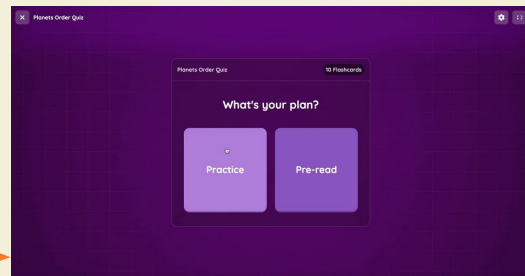 Planets Order Quiz
Planets Order Quiz 10 Flashcards
What's your plan?
Practice Pre-read